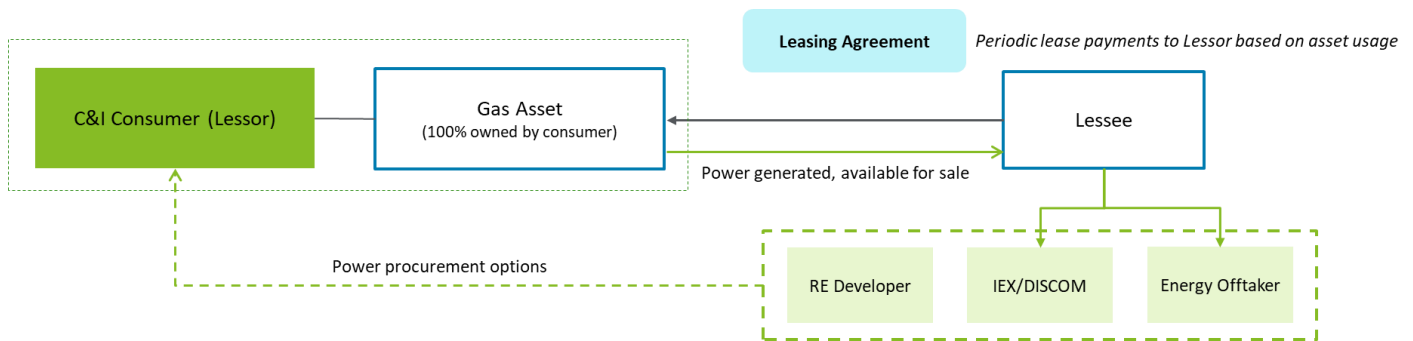 Leasing Agreement
Periodic lease payments to Lessor based on asset usage
C&I Consumer (Lessor)
Gas Asset
(100% owned by consumer)
Lessee
Power generated, available for sale
Power procurement options
RE Developer
IEX/DISCOM
Energy Offtaker